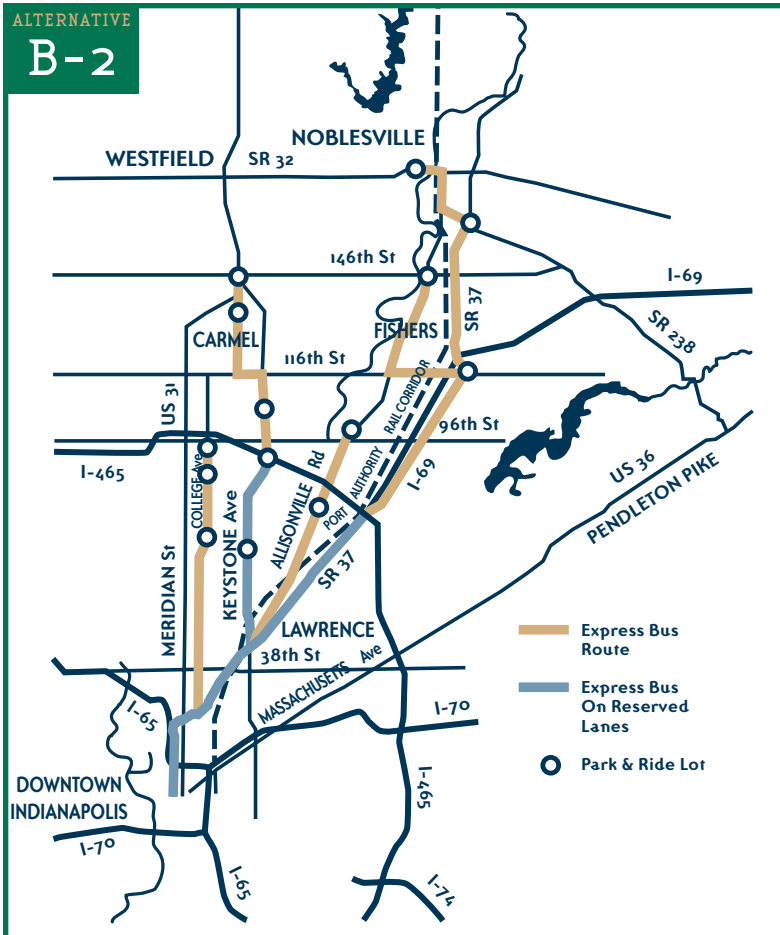 ALTERNATIVE
B-2
NOBLESVILLE
WESTFIELD
SR 32
146th St
I-69
SR 37
SR 238
CARMEL
FISHERS
116th St
US 31
PORT AUTHORITY RAIL CORRIDOR
96th St
I-465
COLLEGE Ave
I-69
US 36
PENDLETON PIKE
KEYSTONE Ave
ALLISONVILLE Rd
MERIDIAN St
SR 37
LAWRENCE
38th St
MASSACHUSETTS Ave
I-65
I-70
DOWNTOWN
INDIANAPOLIS
I-70
I-65
I-465
I-74
Express Bus
Route
Express Bus
On Reserved
Lanes
Park & Ride Lot